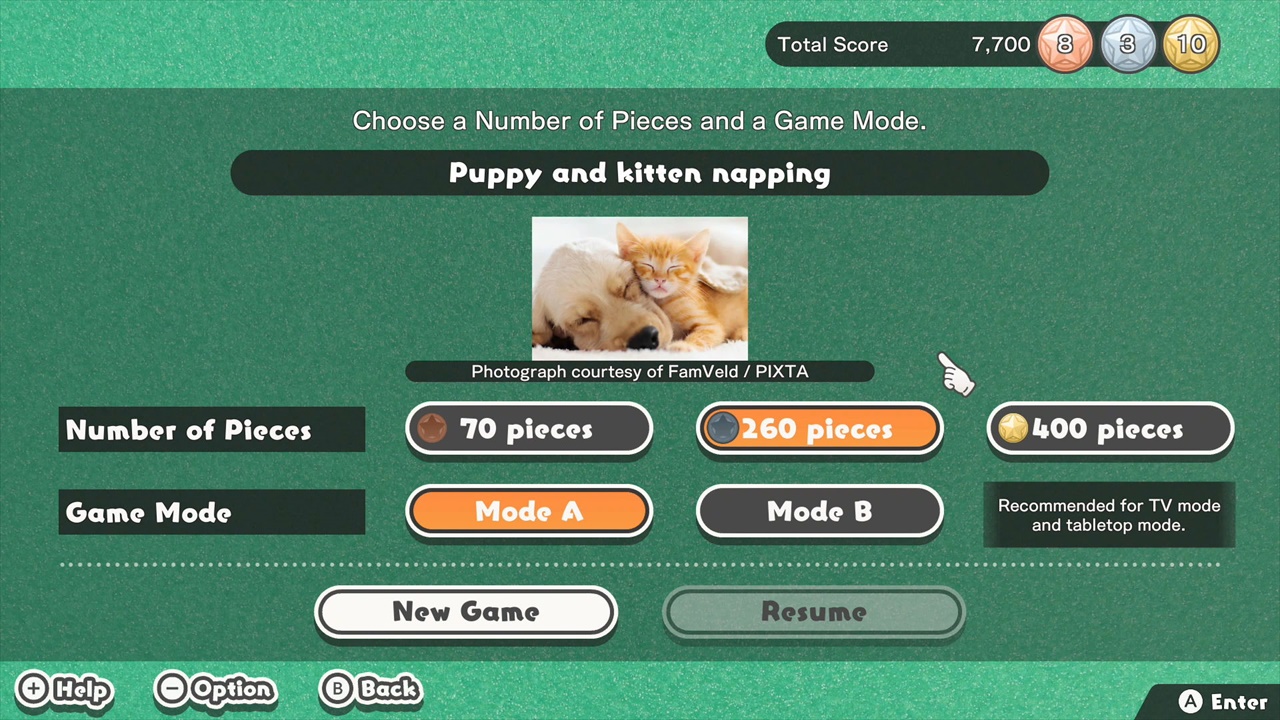 Total Score 7,700 8 3 10
Choose a Number of Pieces and a Game Mode.
Puppy and kitten napping
Photograph courtesy of FamVeld / PIXTA
Number of Pieces 70 pieces 260 pieces 400 pieces
Game Mode Mode A Mode B Recommended for TV mode
and tabletop mode.
New Game Resume
+ Help − Option B Back A Enter